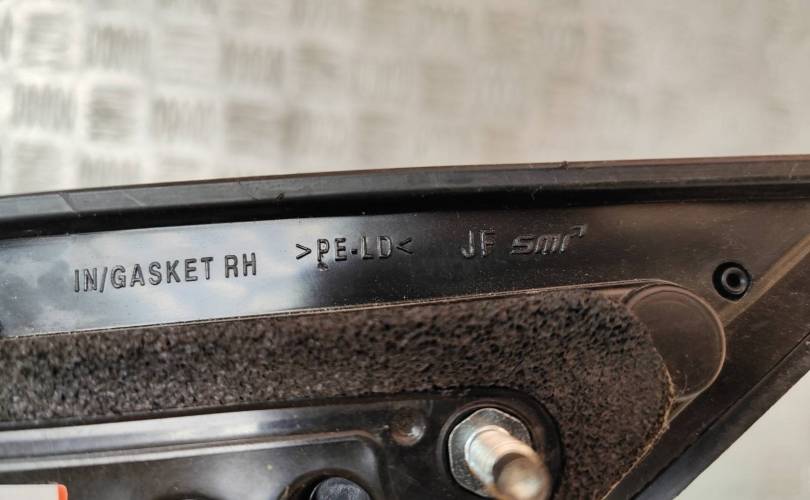 IN/GASKET RH >PE-LD< JF SMR